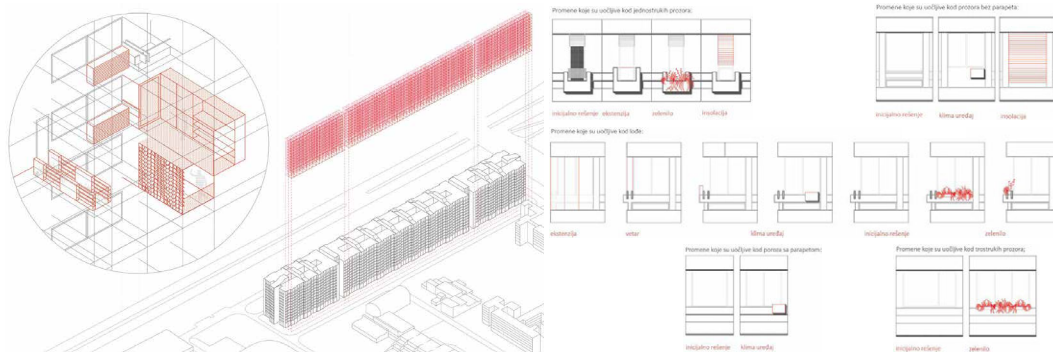 Promene koje su uočljive kod jednostrukih prozora:
inicijalno rešenje ekstenzija zelenilo insolacija
Promene koje su uočljive kod prozora bez parapeta:
inicijalno rešenje klima uređaj insolacija
Promene koje su uočljive kod lođe:
ekstenzija vetar klima uređaj inicijalno rešenje zelenilo
Promene koje su uočljive kod porora sa parapetom:
inicijalno rešenje klima uređaj
Promene koje su uočljive kod trostrukih prozora:
inicijalno rešenje zelenilo